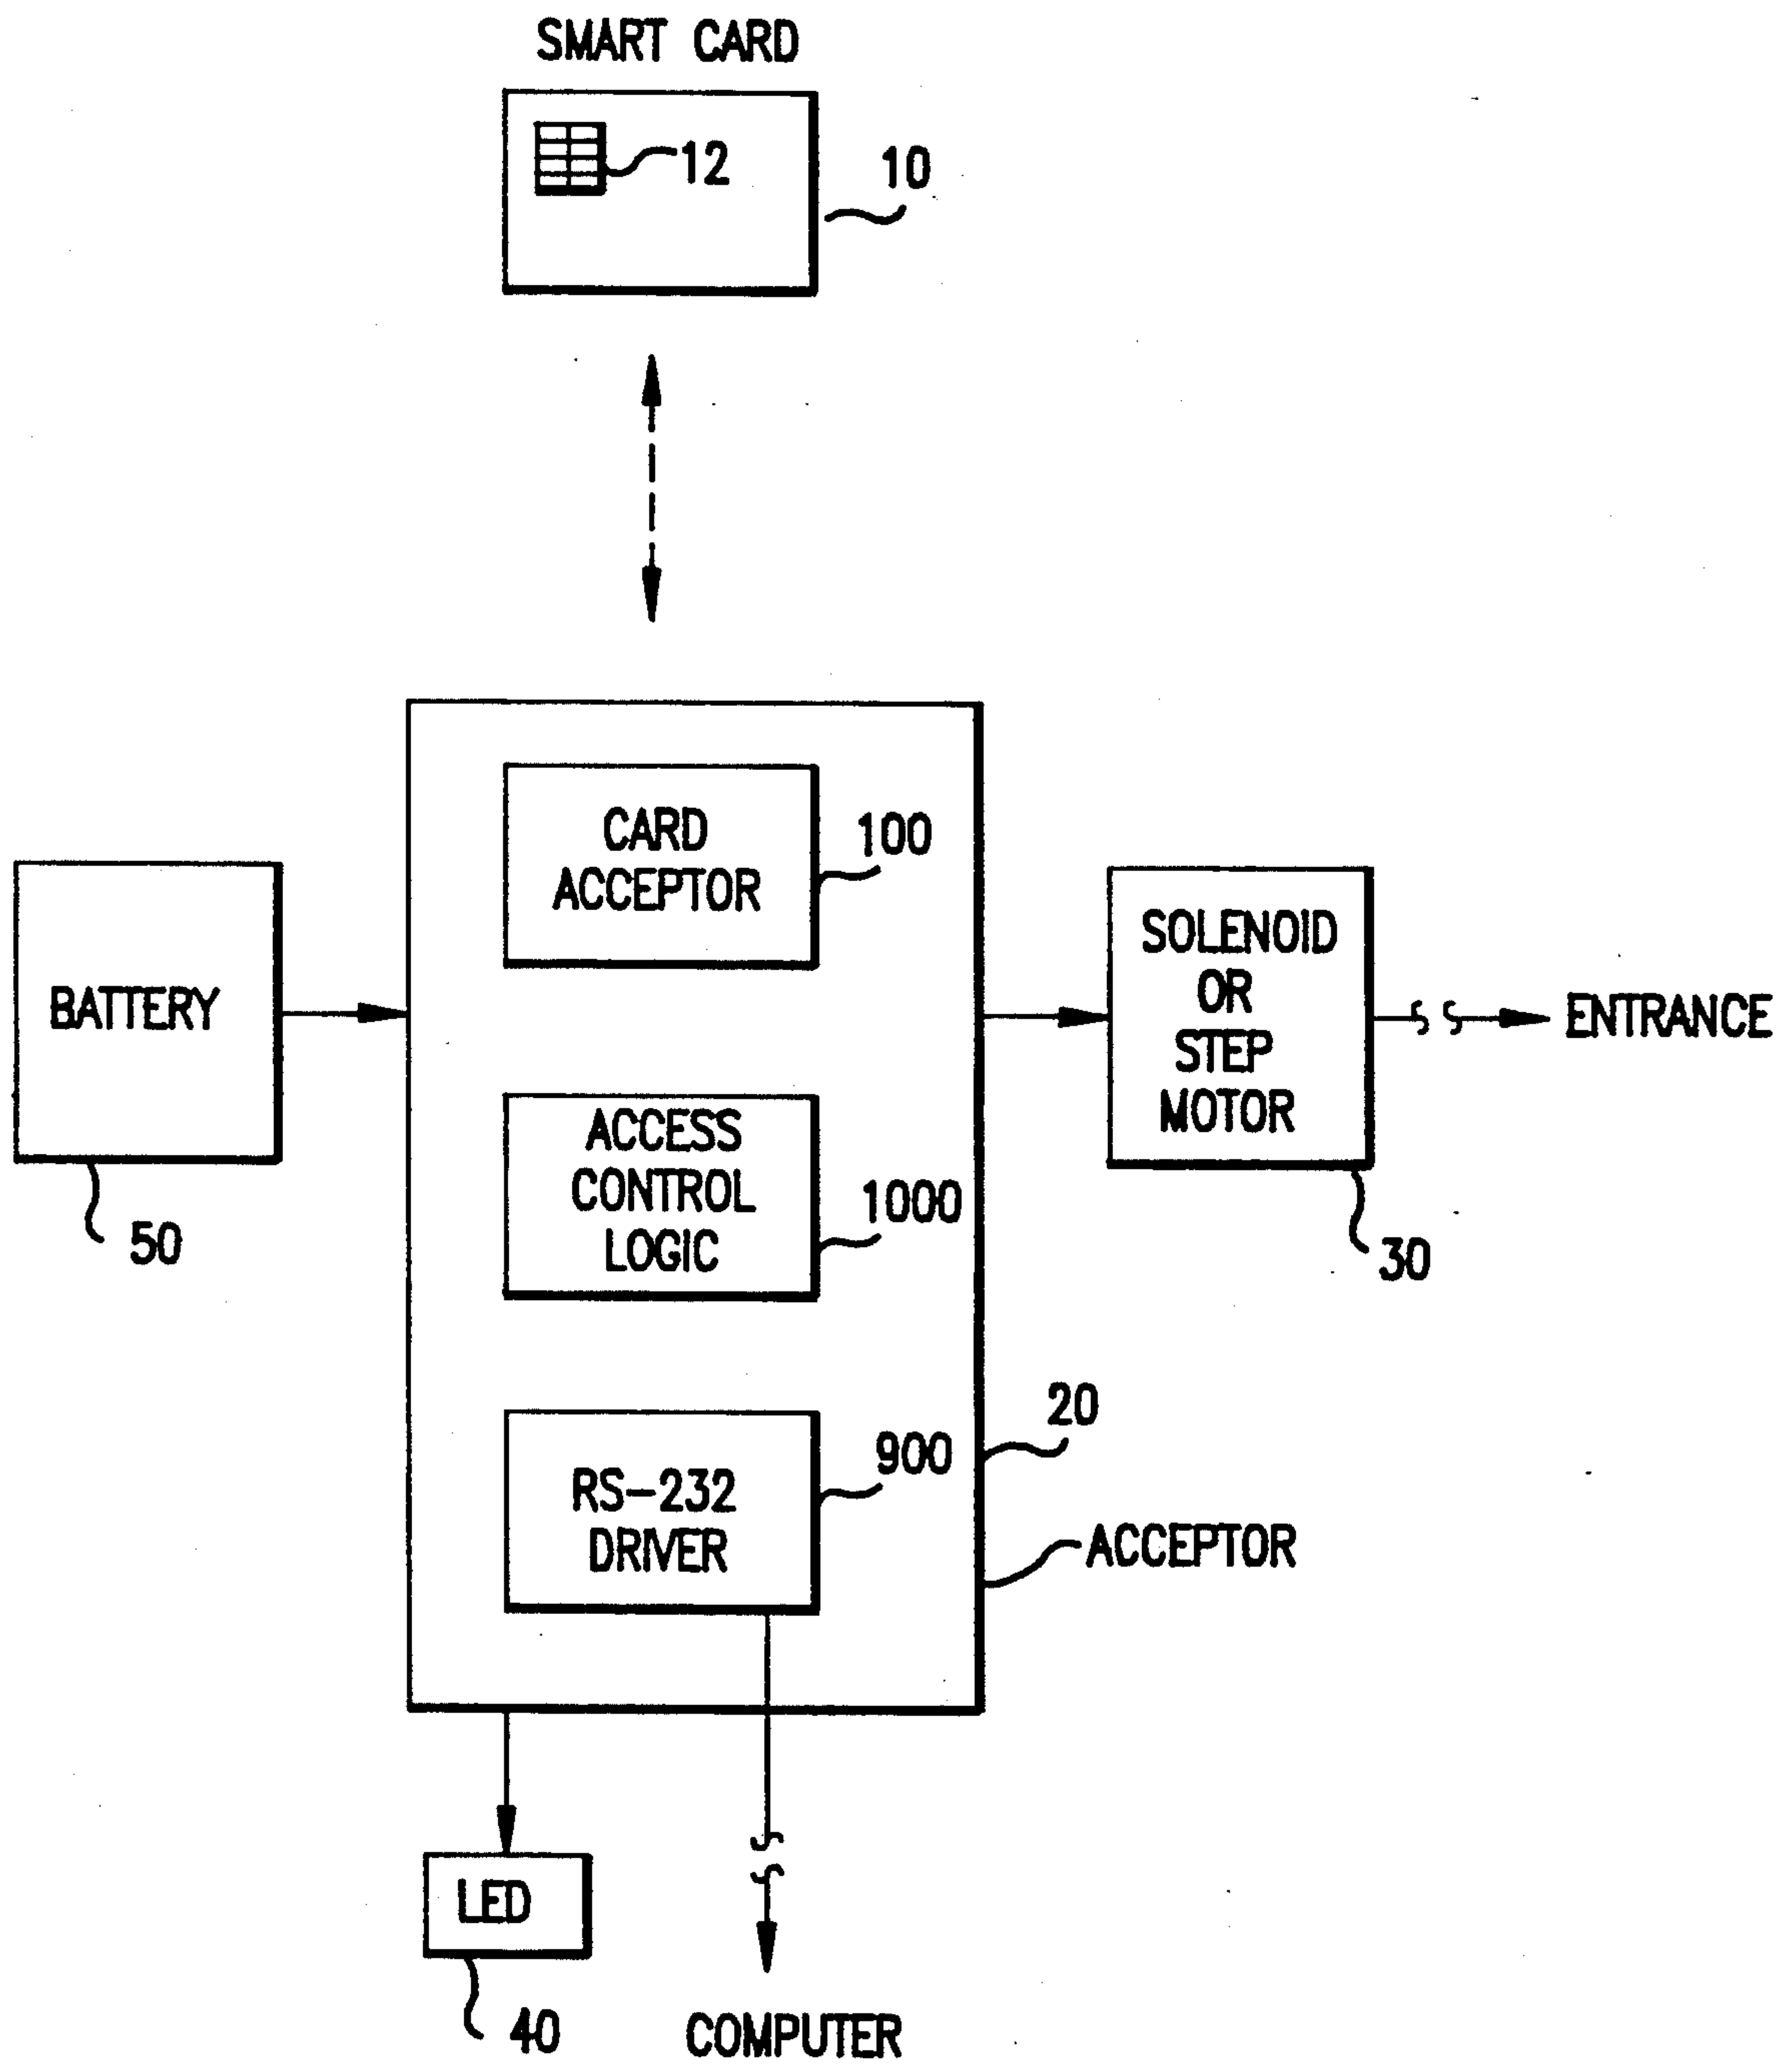 SMART CARD
12
10
CARD
ACCEPTOR
100
BATTERY
50
SOLENOID
OR
STEP
MOTOR
30
ENTRANCE
ACCESS
CONTROL
LOGIC
1000
20
RS-232
DRIVER
900
ACCEPTOR
LED
40
COMPUTER